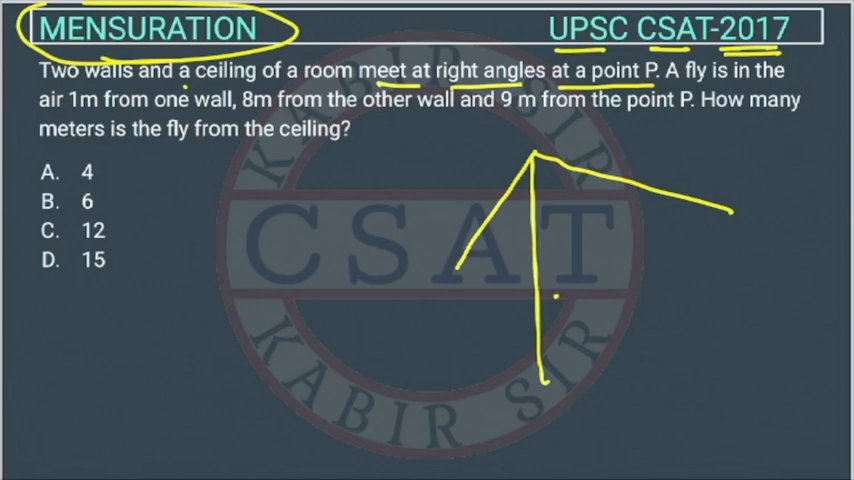 MENSURATION
UPSC CSAT-2017
Two walls and a ceiling of a room meet at right angles at a point P. A fly is in the
air 1m from one wall, 8m from the other wall and 9 m from the point P. How many
meters is the fly from the ceiling?
A. 4
B. 6
C. 12
D. 15
KABIR SIR
CSAT
KABIR SIR